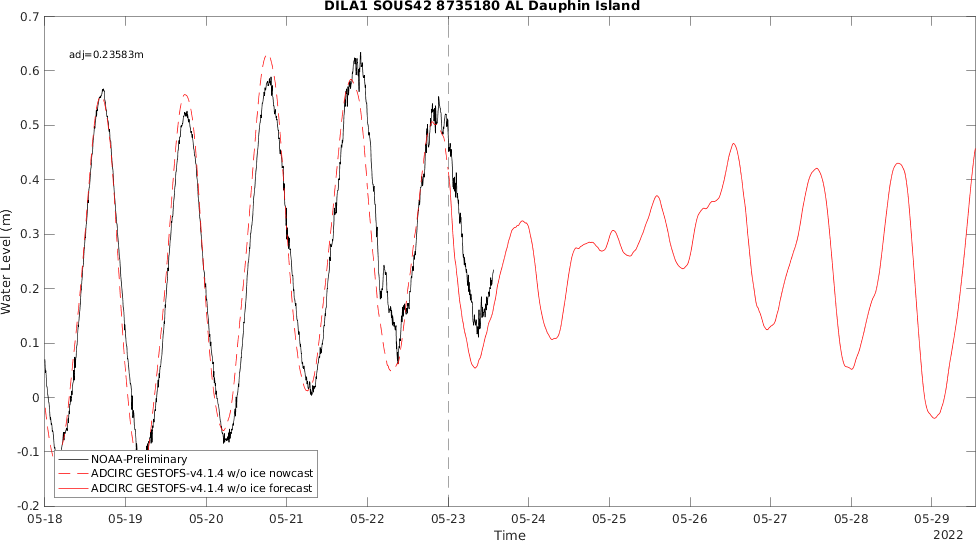 DILA1 SOUS42 8735180 AL Dauphin Island
0.7
adj=0.23583m
0.6
0.5
0.4
0.3
0.2
0.1
0
-0.1
-0.2
Water Level (m)
NOAA-Preliminary
ADCIRC GESTOFS-v4.1.4 w/o ice nowcast
ADCIRC GESTOFS-v4.1.4 w/o ice forecast
05-18 05-19 05-20 05-21 05-22 05-23 05-24 05-25 05-26 05-27 05-28 05-29
Time
2022